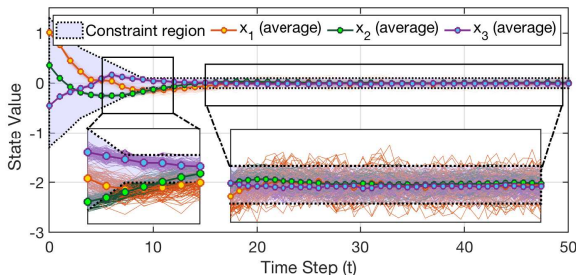 Constraint region x₁ (average) x₂ (average) x₃ (average)
1
0
-1
-2
-3
State Value
0 10 20 30 40 50
Time Step (t)